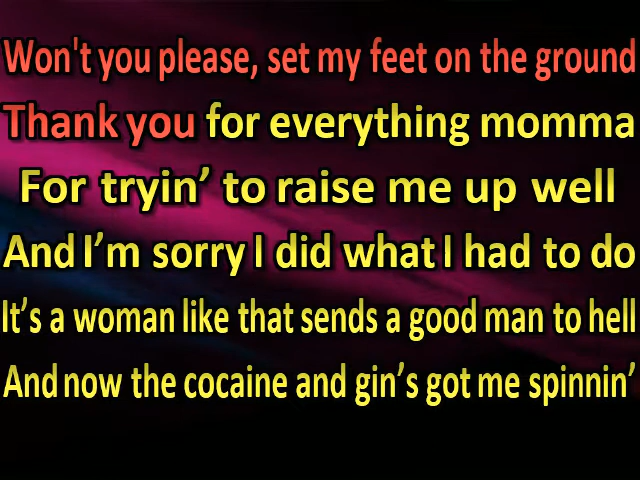 Won't you please, set my feet on the ground
Thank you for everything momma
For tryin’ to raise me up well
And I’m sorry I did what I had to do
It’s a woman like that sends a good man to hell
And now the cocaine and gin’s got me spinnin’